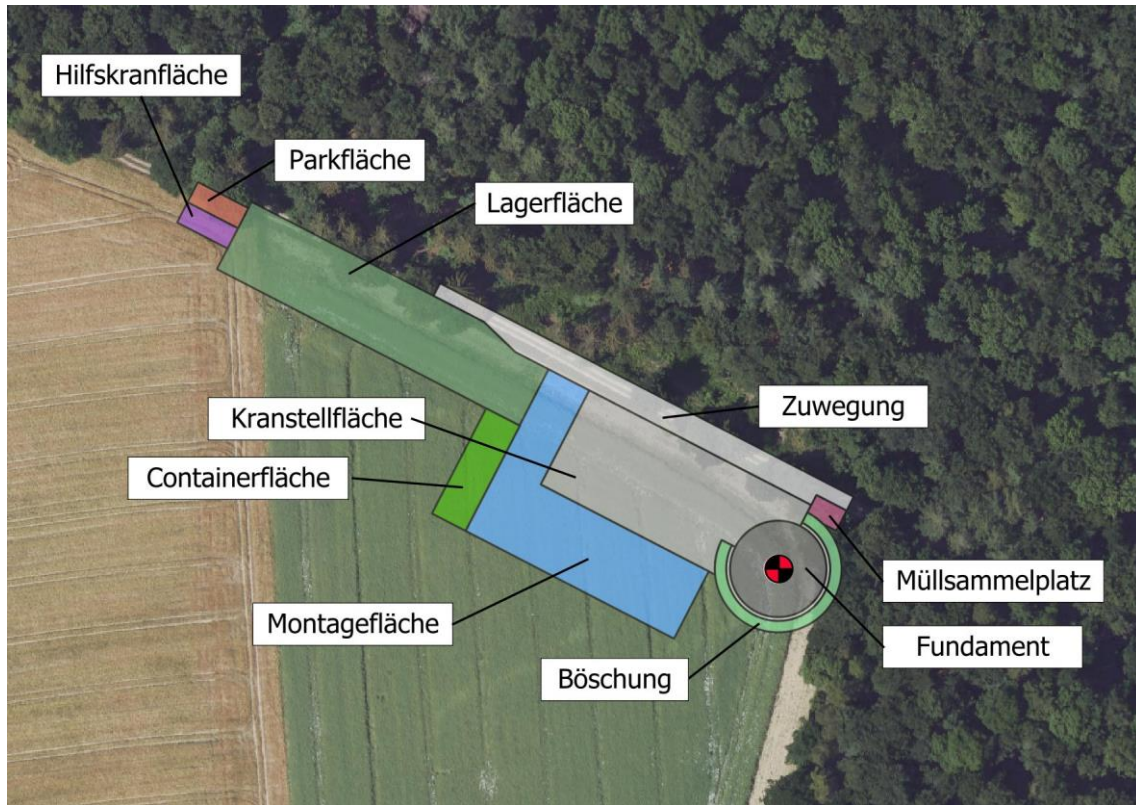 Hilfskranfläche
Parkfläche
Lagerfläche
Kranstellfläche
Zuwegung
Containerfläche
Müllsammelplatz
Montagefläche
Fundament
Böschung